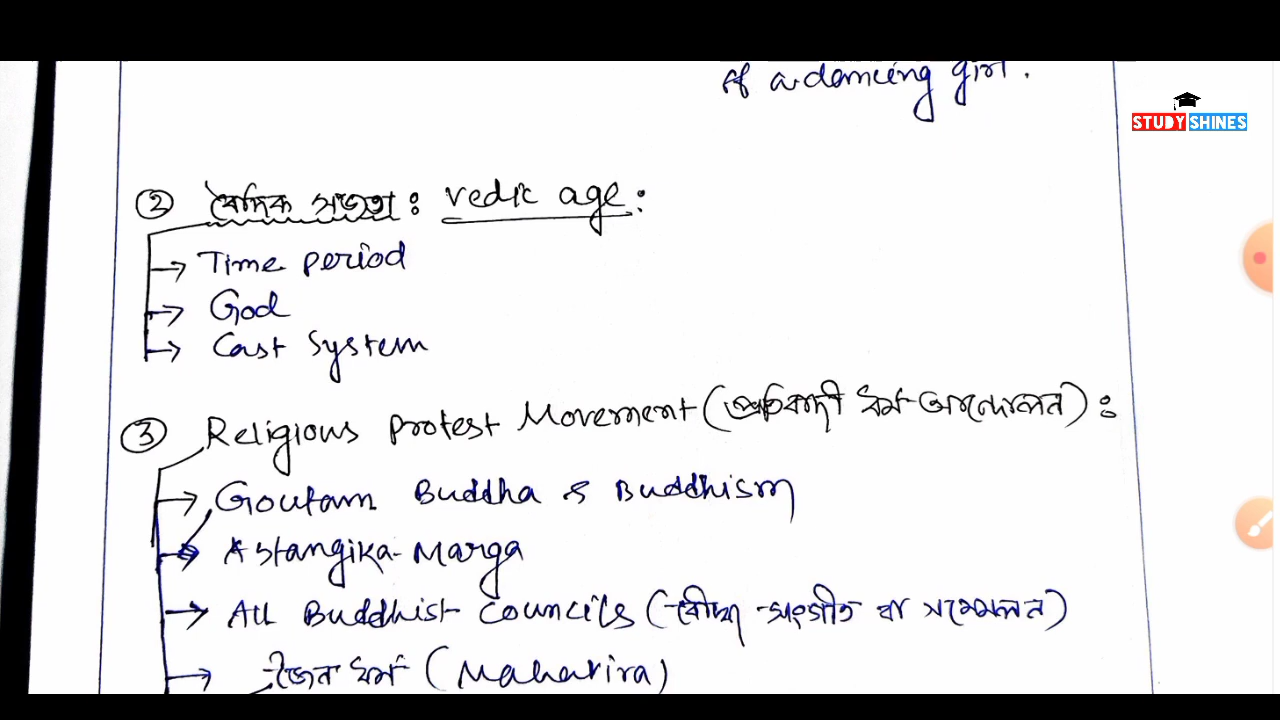 of a dancing girl.
STUDY SHINES
② বৈদিক সভ্যতা : vedic age :
→ Time period
→ God
→ Cast System
③ Religious Protest Movement (প্রতিবাদী ধর্ম আন্দোলন) :
→ Goutam Buddha & Buddhism
→ Astangika-Marga
→ All Buddhist Councils (বৌদ্ধ সংগীতি বা সম্মেলন)
→ জৈন ধর্ম (Mahavira)